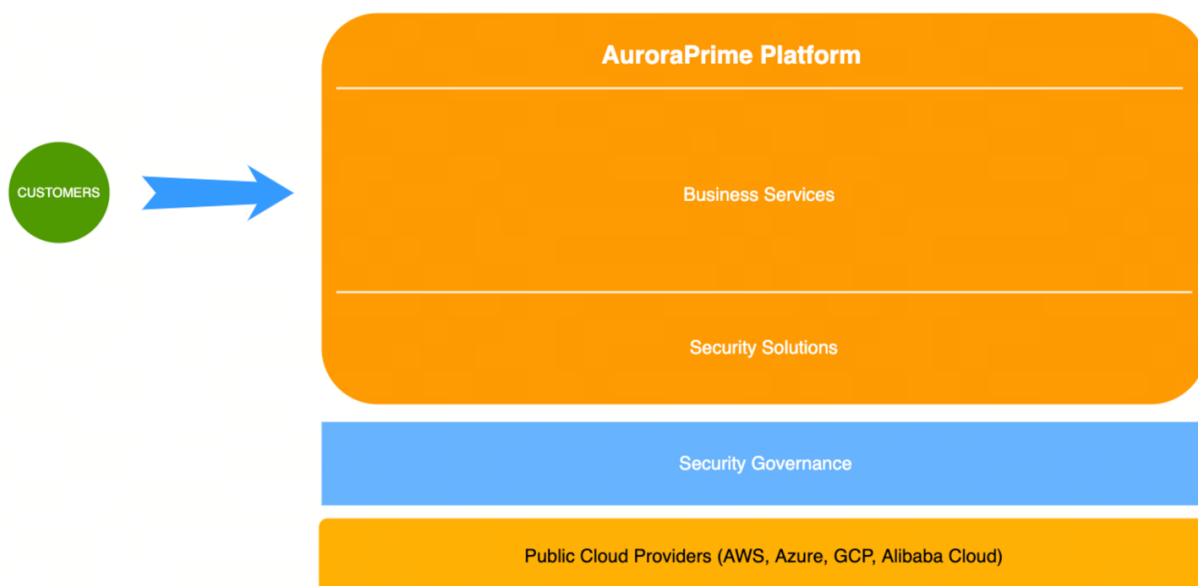 AuroraPrime Platform
CUSTOMERS
Business Services
Security Solutions
Security Governance
Public Cloud Providers (AWS, Azure, GCP, Alibaba Cloud)